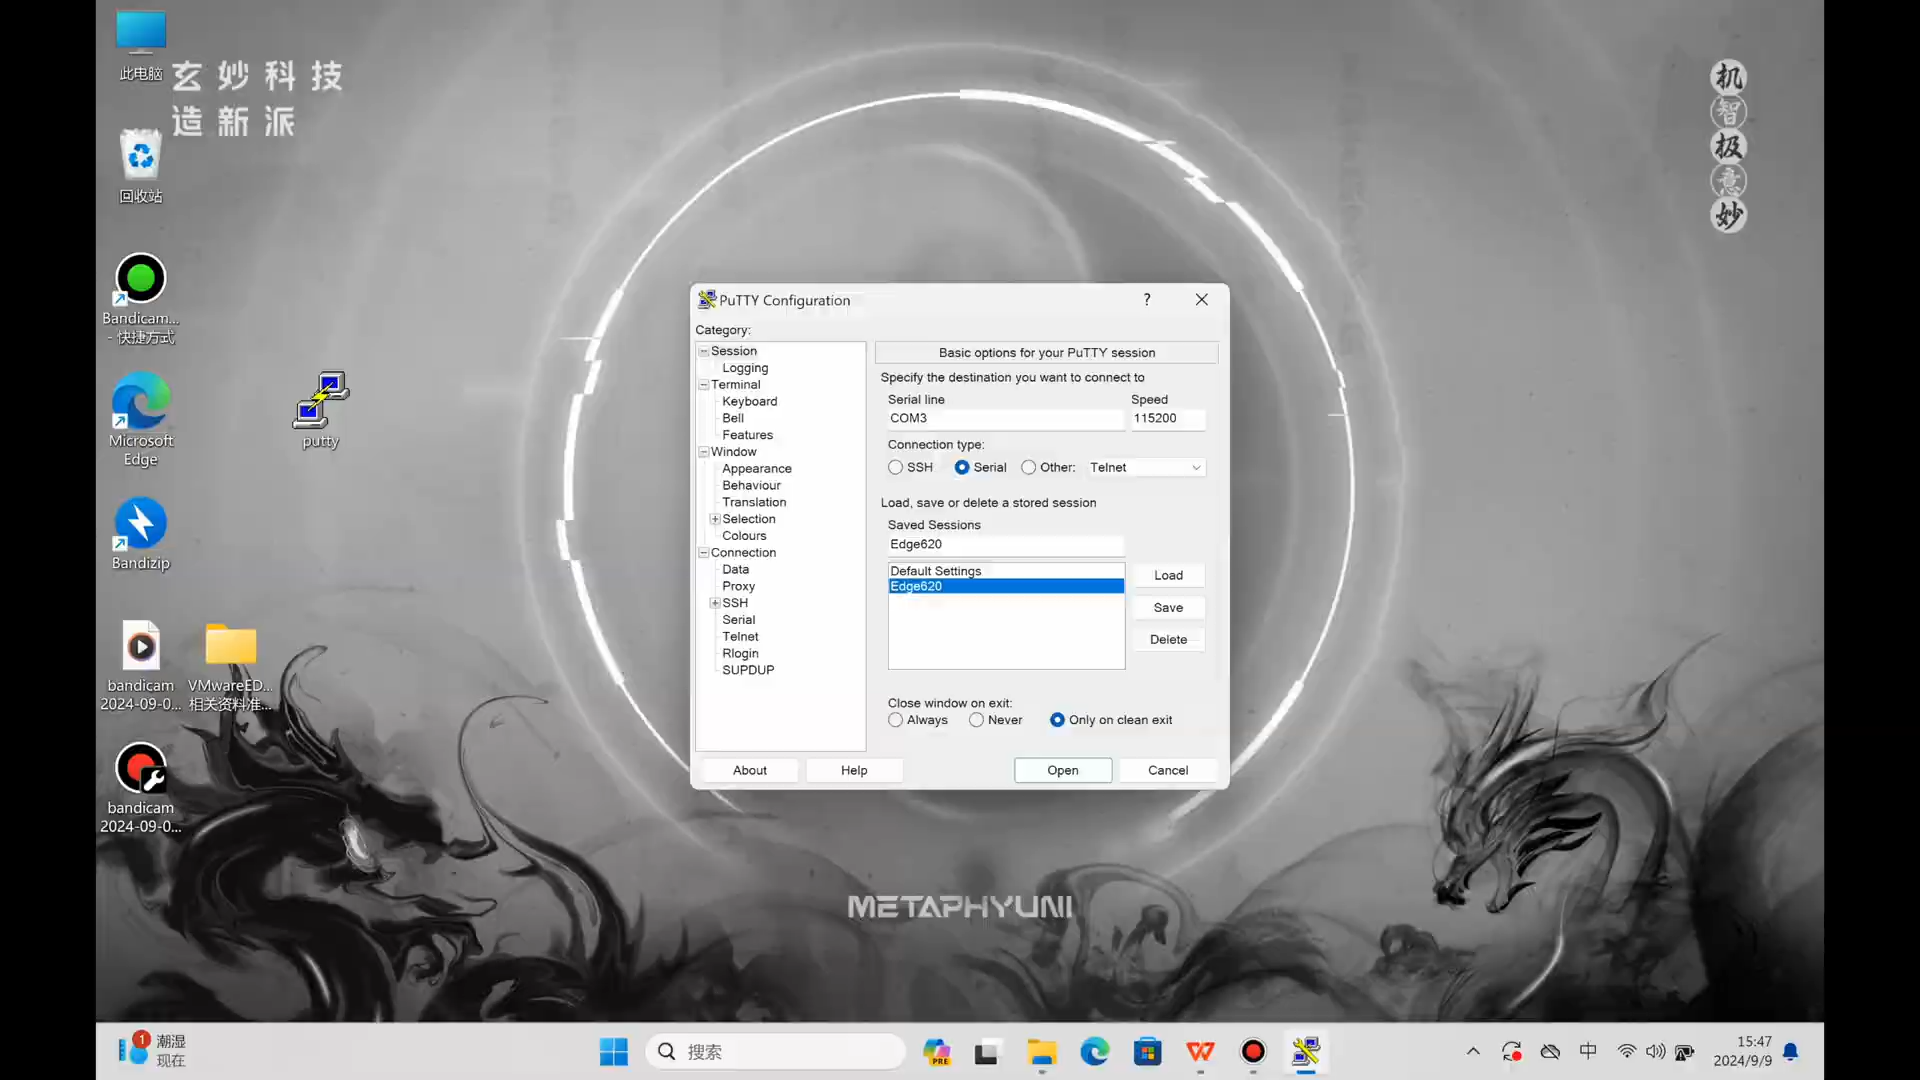 此电脑
玄妙科技
造新派
回收站
Bandicam...
- 快捷方式
Microsoft
Edge
putty
Bandizip
bandicam
2024-09-0...
VMwareED...
相关资料准...
bandicam
2024-09-0...
机
智
极
意
妙
PuTTY Configuration
?
Category:
Session
Logging
Terminal
Keyboard
Bell
Features
Window
Appearance
Behaviour
Translation
Selection
Colours
Connection
Data
Proxy
SSH
Serial
Telnet
Rlogin
SUPDUP
Basic options for your PuTTY session
Specify the destination you want to connect to
Serial line Speed
COM3 115200
Connection type:
SSH Serial Other: Telnet
Load, save or delete a stored session
Saved Sessions
Edge620
Default Settings
Edge620
Load
Save
Delete
Close window on exit:
Always Never Only on clean exit
About Help Open Cancel
METAPHYUNI
1
潮湿
现在
搜索
PRE
中
15:47
2024/9/9